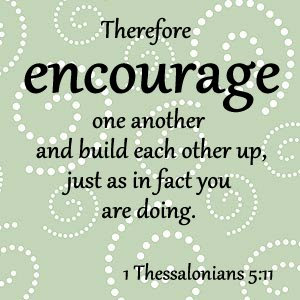 Therefore
encourage
one another
and build each other up,
just as in fact you
are doing.
1 Thessalonians 5:11